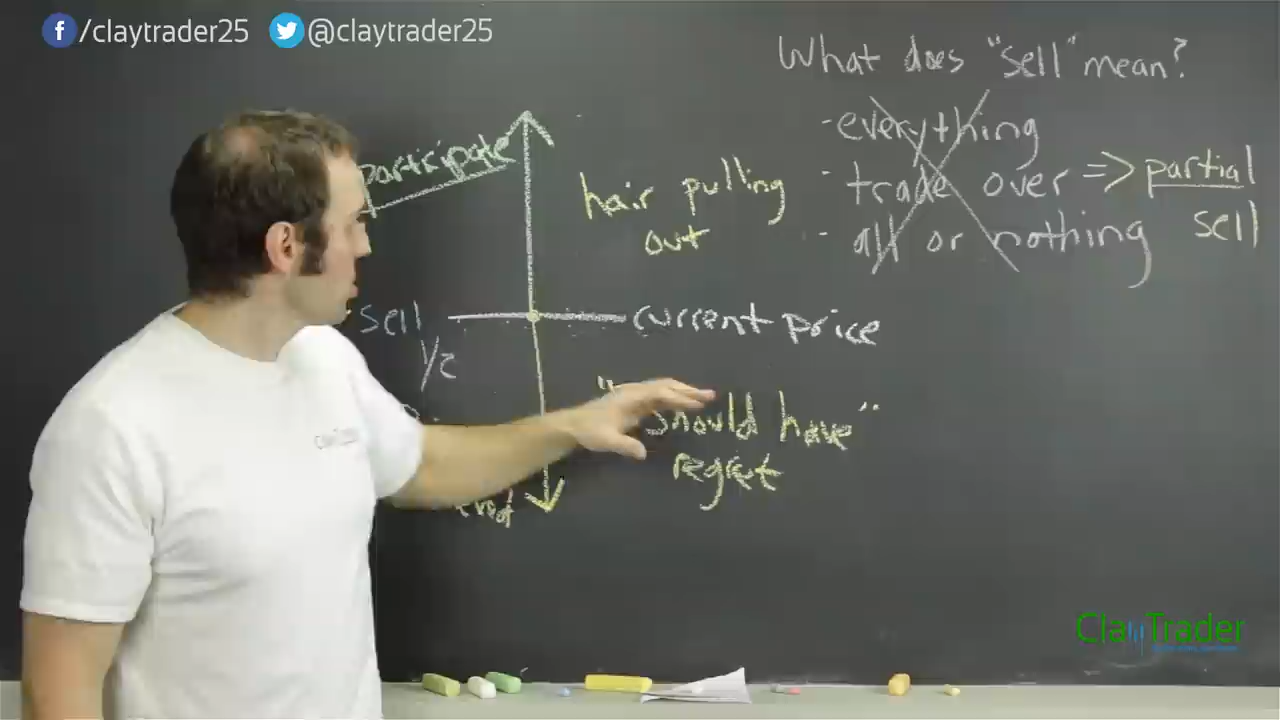 /claytrader25 @claytrader25
What does "sell" mean?
- everything
- trade over => partial
- all or nothing sell
participate
hair pulling
out
sell
1/2
current price
"should have"
regret
ClayTrader